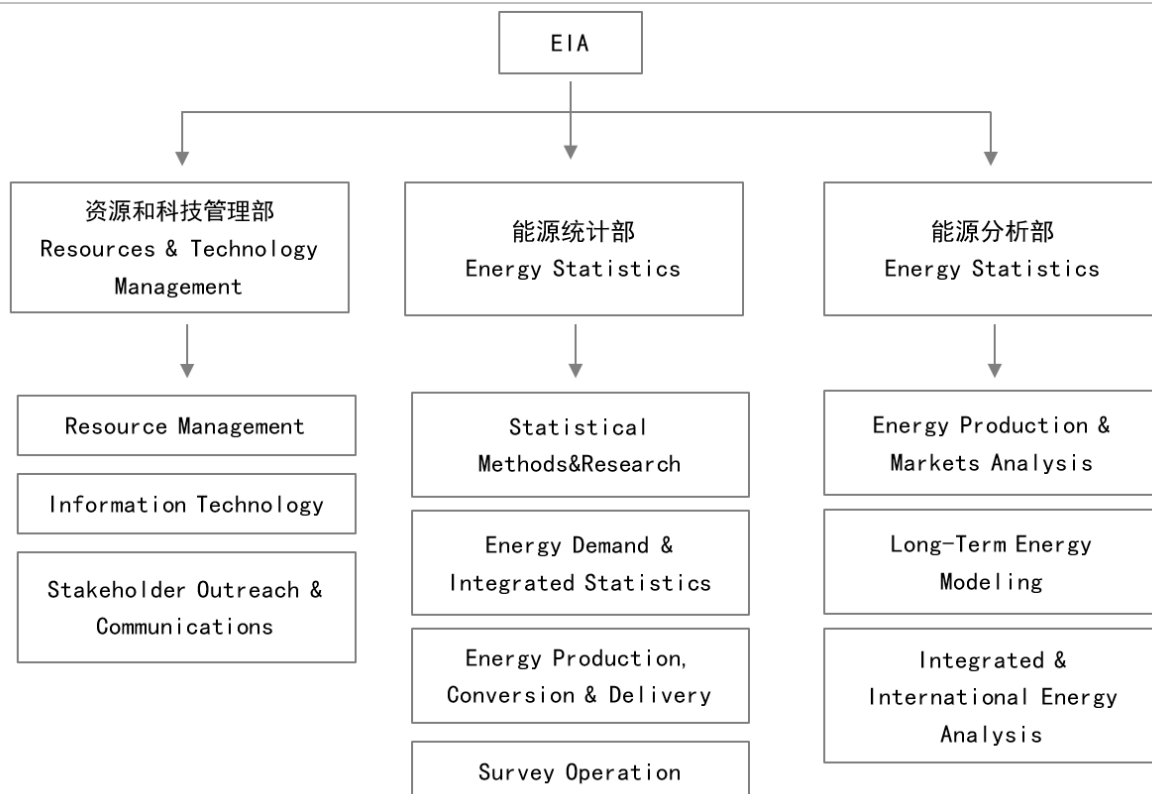 EIA
资源和科技管理部
Resources & Technology
Management
能源统计部
Energy Statistics
能源分析部
Energy Statistics
Resource Management
Information Technology
Stakeholder Outreach &
Communications
Statistical
Methods&Research
Energy Demand &
Integrated Statistics
Energy Production,
Conversion & Delivery
Survey Operation
Energy Production &
Markets Analysis
Long-Term Energy
Modeling
Integrated &
International Energy
Analysis